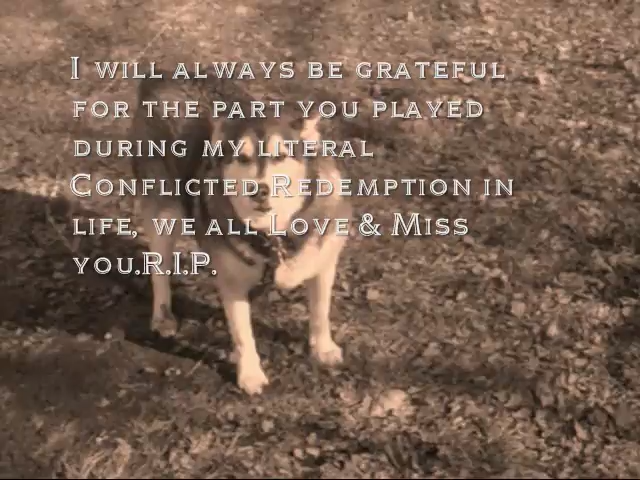 I will always be grateful
for the part you played
during my literal
Conflicted Redemption in
life, we all Love & Miss
you.R.I.P.